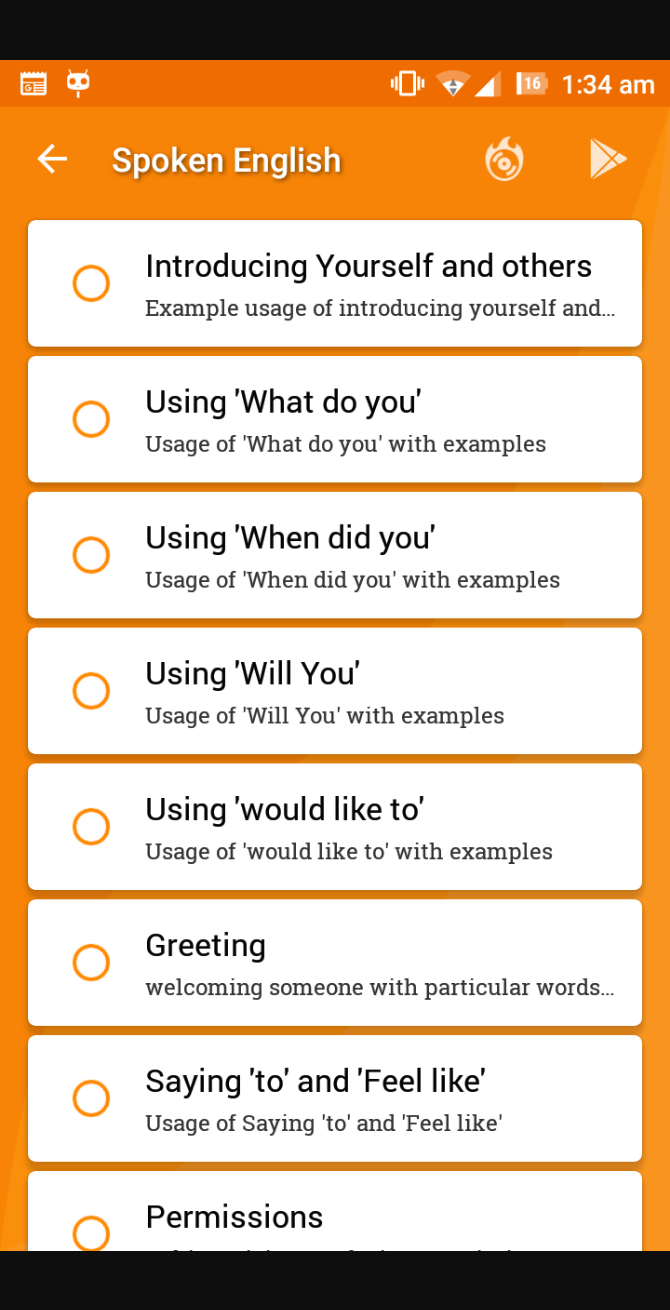 16 1:34 am
Spoken English
Introducing Yourself and others
Example usage of introducing yourself and...
Using 'What do you'
Usage of 'What do you' with examples
Using 'When did you'
Usage of 'When did you' with examples
Using 'Will You'
Usage of 'Will You' with examples
Using 'would like to'
Usage of 'would like to' with examples
Greeting
welcoming someone with particular words...
Saying 'to' and 'Feel like'
Usage of Saying 'to' and 'Feel like'
Permissions